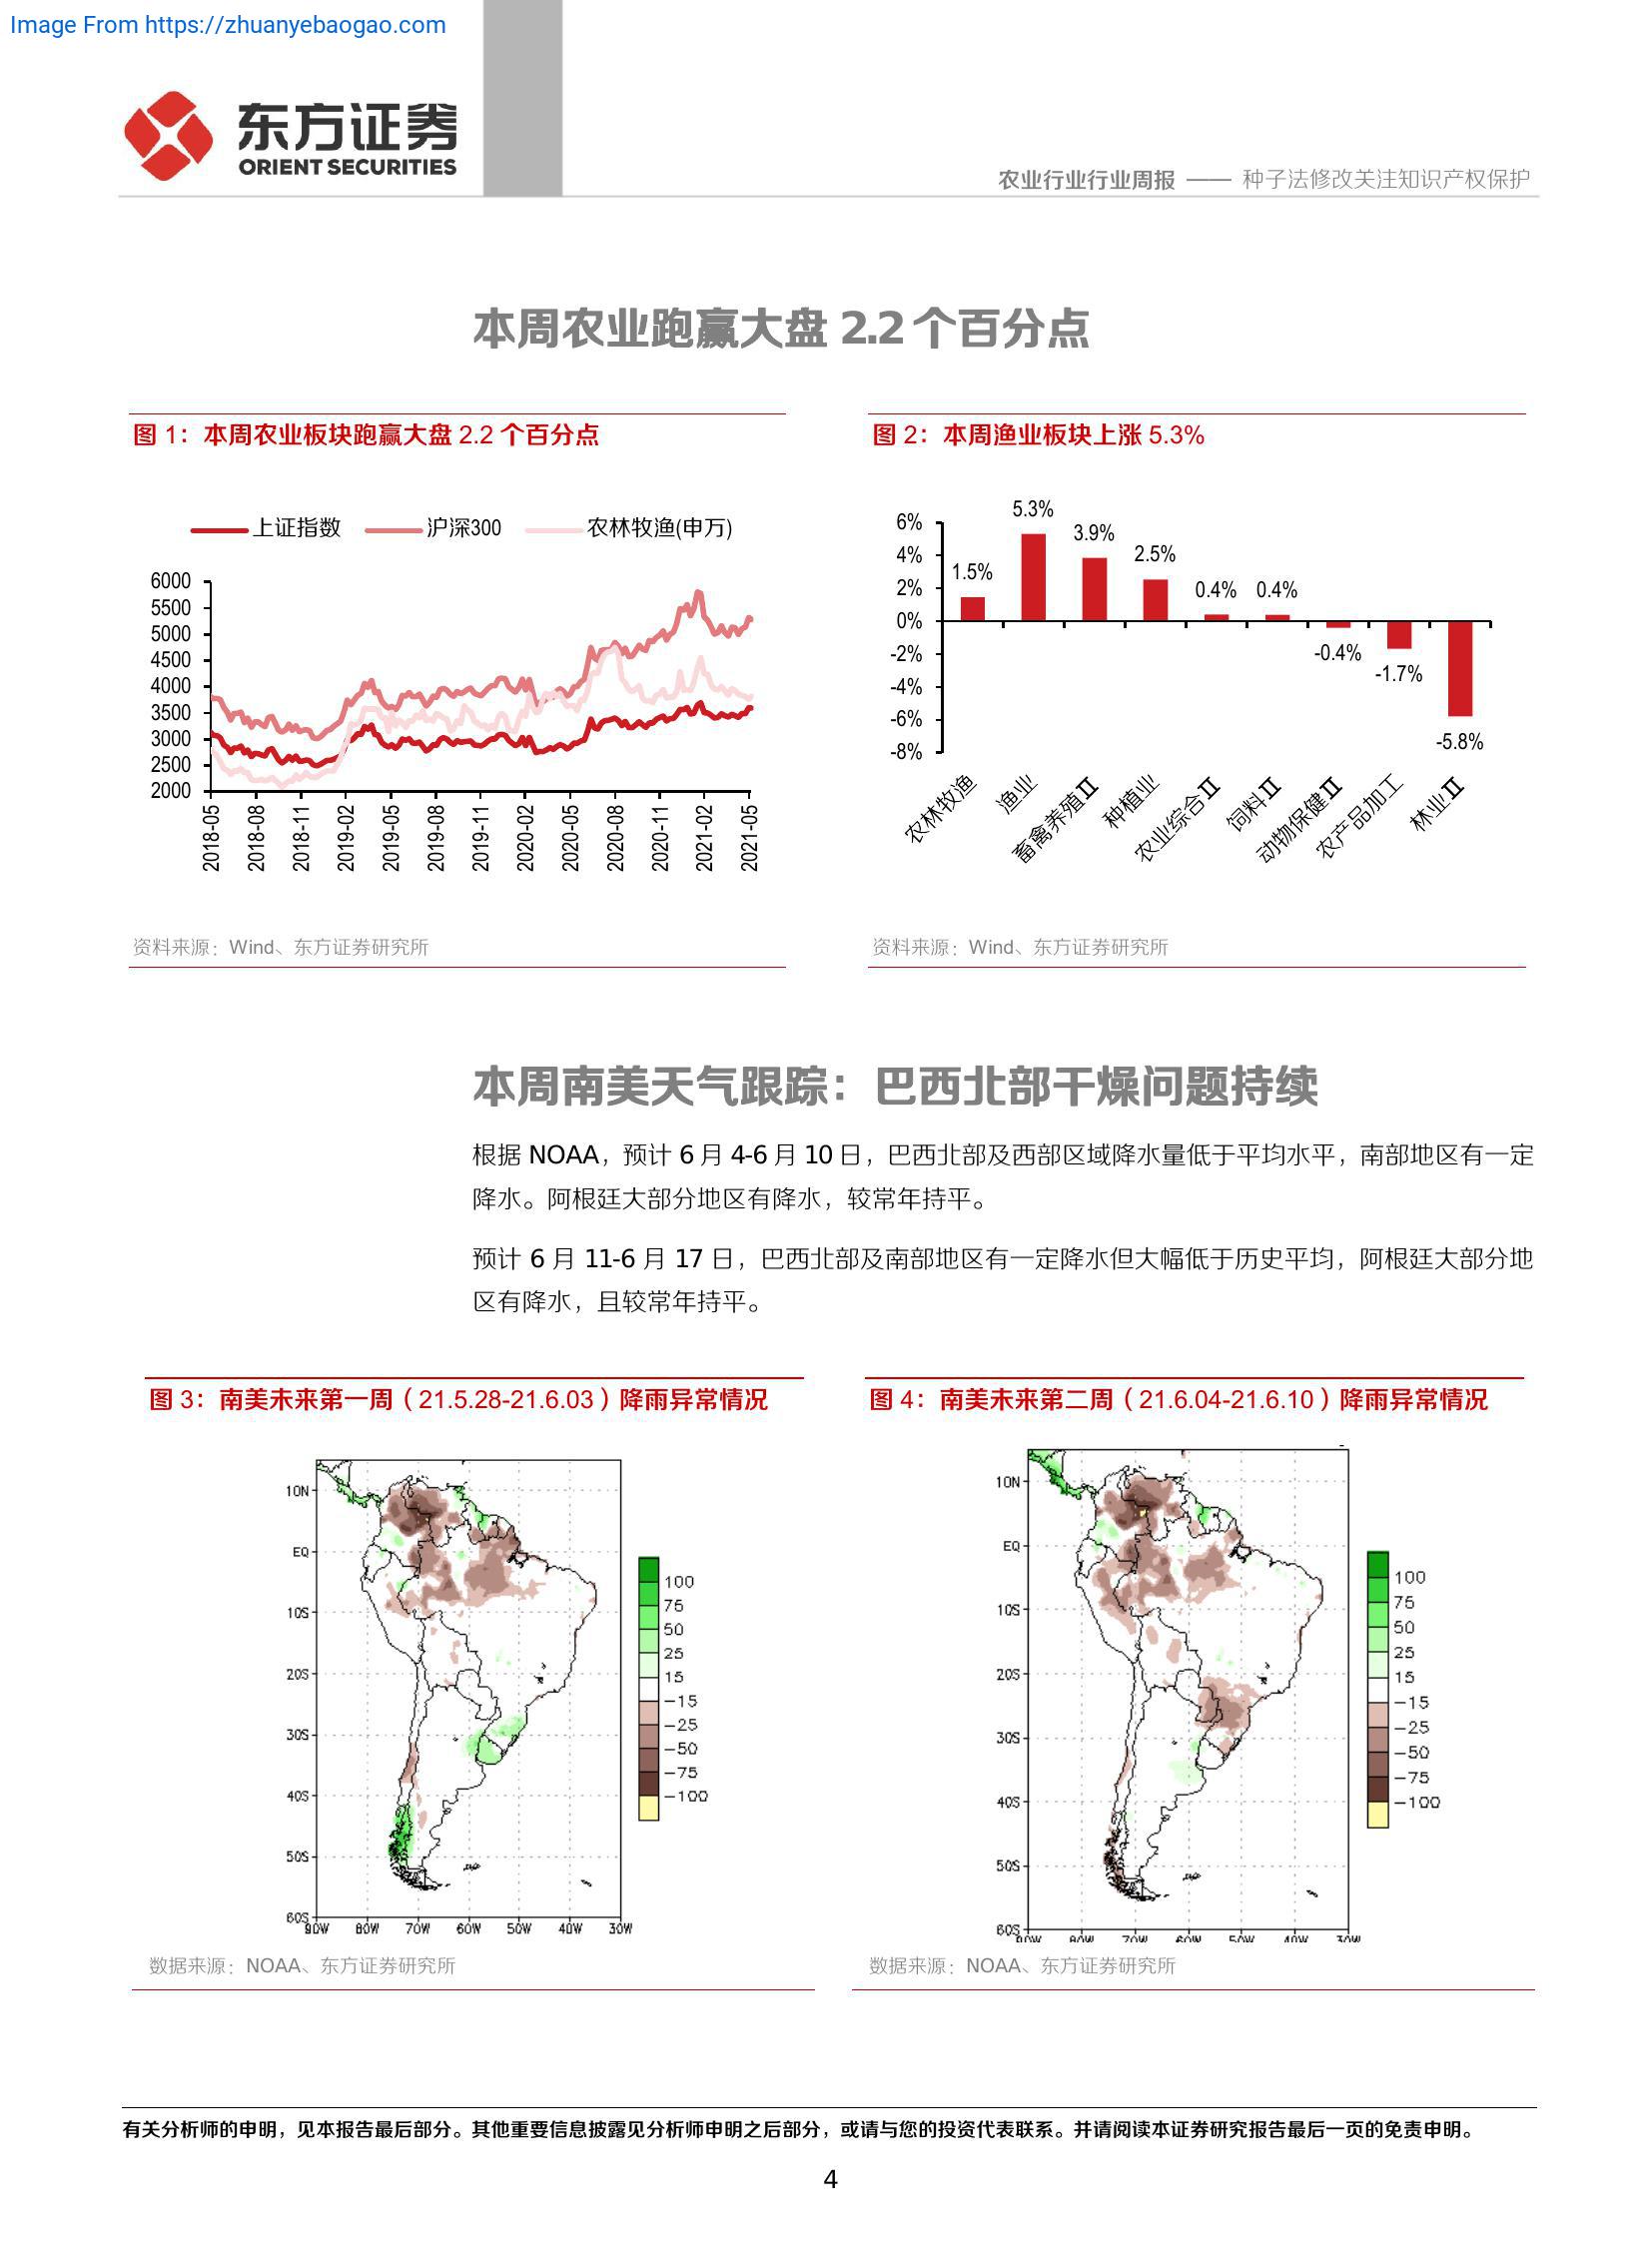 Image From https://zhuanyebaogao.com
东方证券
ORIENT SECURITIES
农业行业行业周报 —— 种子法修改关注知识产权保护
本周农业跑赢大盘 2.2 个百分点
图 1：本周农业板块跑赢大盘 2.2 个百分点
上证指数 沪深300 农林牧渔(申万)
6000
5500
5000
4500
4000
3500
3000
2500
2000
2018-05 2018-08 2018-11 2019-02 2019-05 2019-08 2019-11 2020-02 2020-05 2020-08 2020-11 2021-02 2021-05
资料来源：Wind、东方证券研究所
图 2：本周渔业板块上涨 5.3%
6%
4%
2%
0%
-2%
-4%
-6%
-8%
1.5% 5.3% 3.9% 2.5% 0.4% 0.4% -0.4% -1.7% -5.8%
农林牧渔 渔业 畜禽养殖Ⅱ 种植业 农业综合Ⅱ 饲料Ⅱ 动物保健Ⅱ 农产品加工 林业Ⅱ
资料来源：Wind、东方证券研究所
本周南美天气跟踪：巴西北部干燥问题持续
根据 NOAA，预计 6 月 4-6 月 10 日，巴西北部及西部区域降水量低于平均水平，南部地区有一定
降水。阿根廷大部分地区有降水，较常年持平。
预计 6 月 11-6 月 17 日，巴西北部及南部地区有一定降水但大幅低于历史平均，阿根廷大部分地
区有降水，且较常年持平。
图 3：南美未来第一周（21.5.28-21.6.03）降雨异常情况
10N
EQ
10S
20S
30S
40S
50S
60S
90W 80W 70W 60W 50W 40W 30W
100
75
50
25
15
-15
-25
-50
-75
-100
数据来源：NOAA、东方证券研究所
图 4：南美未来第二周（21.6.04-21.6.10）降雨异常情况
10N
EQ
10S
20S
30S
40S
50S
60S
90W 80W 70W 60W 50W 40W 30W
100
75
50
25
15
-15
-25
-50
-75
-100
数据来源：NOAA、东方证券研究所
有关分析师的申明，见本报告最后部分。其他重要信息披露见分析师申明之后部分，或请与您的投资代表联系。并请阅读本证券研究报告最后一页的免责申明。
4